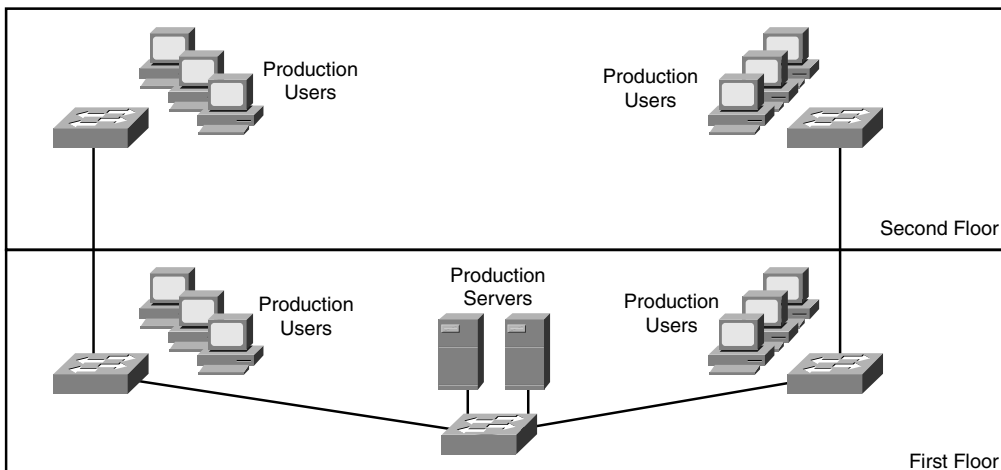 Production
Users
Production
Users
Second Floor
Production
Users
Production
Servers
Production
Users
First Floor